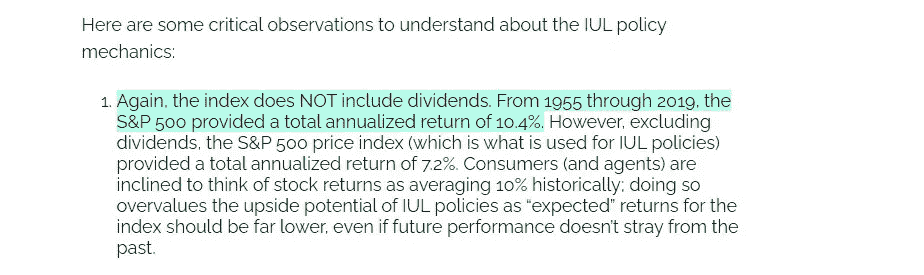 Here are some critical observations to understand about the IUL policy
mechanics:
1. Again, the index does NOT include dividends. From 1955 through 2019, the
S&P 500 provided a total annualized return of 10.4%. However, excluding
dividends, the S&P 500 price index (which is what is used for IUL policies)
provided a total annualized return of 7.2%. Consumers (and agents) are
inclined to think of stock returns as averaging 10% historically; doing so
overvalues the upside potential of IUL policies as “expected” returns for the
index should be far lower, even if future performance doesn't stray from the
past.